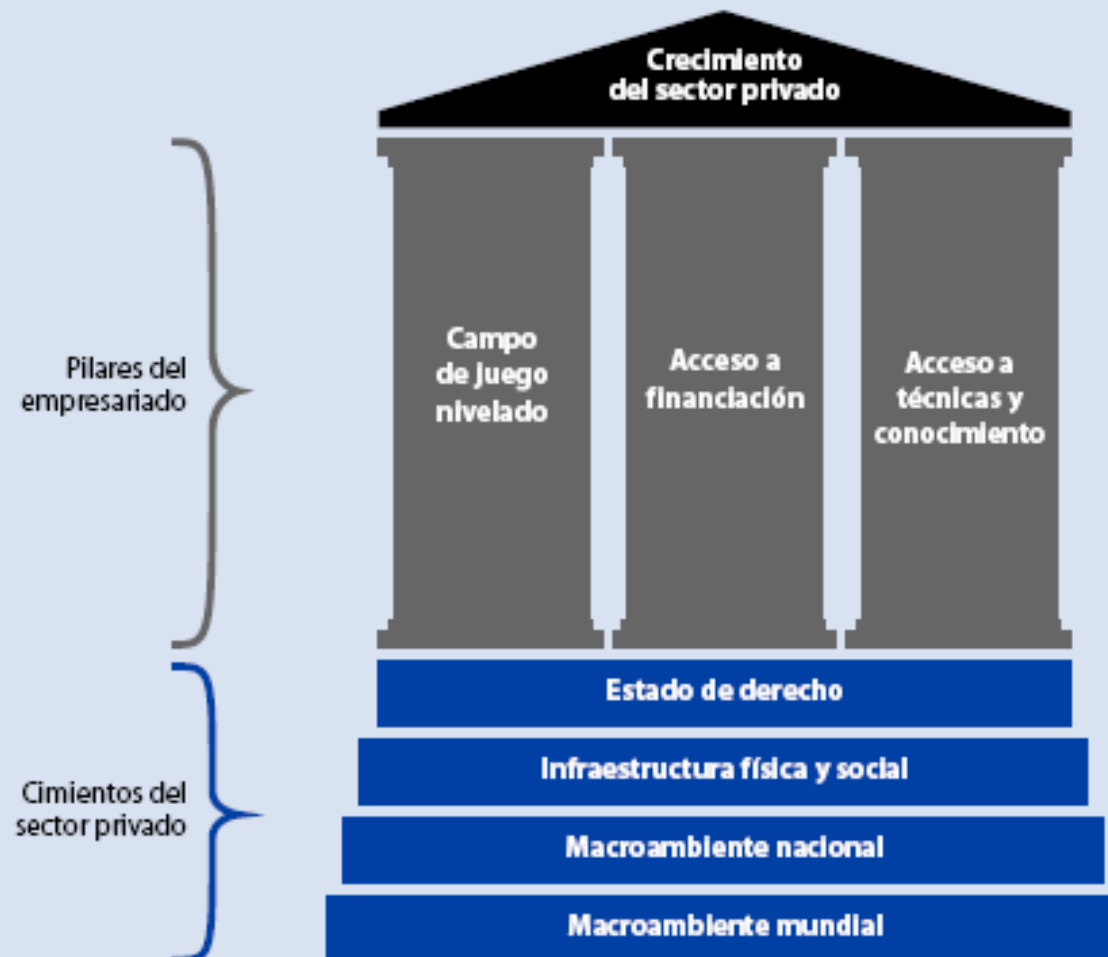 Crecimiento
del sector privado
Pilares del
empresariado
Campo
de juego
nivelado
Acceso a
financiación
Acceso a
técnicas y
conocimiento
Cimientos del
sector privado
Estado de derecho
Infraestructura física y social
Macroambiente nacional
Macroambiente mundial